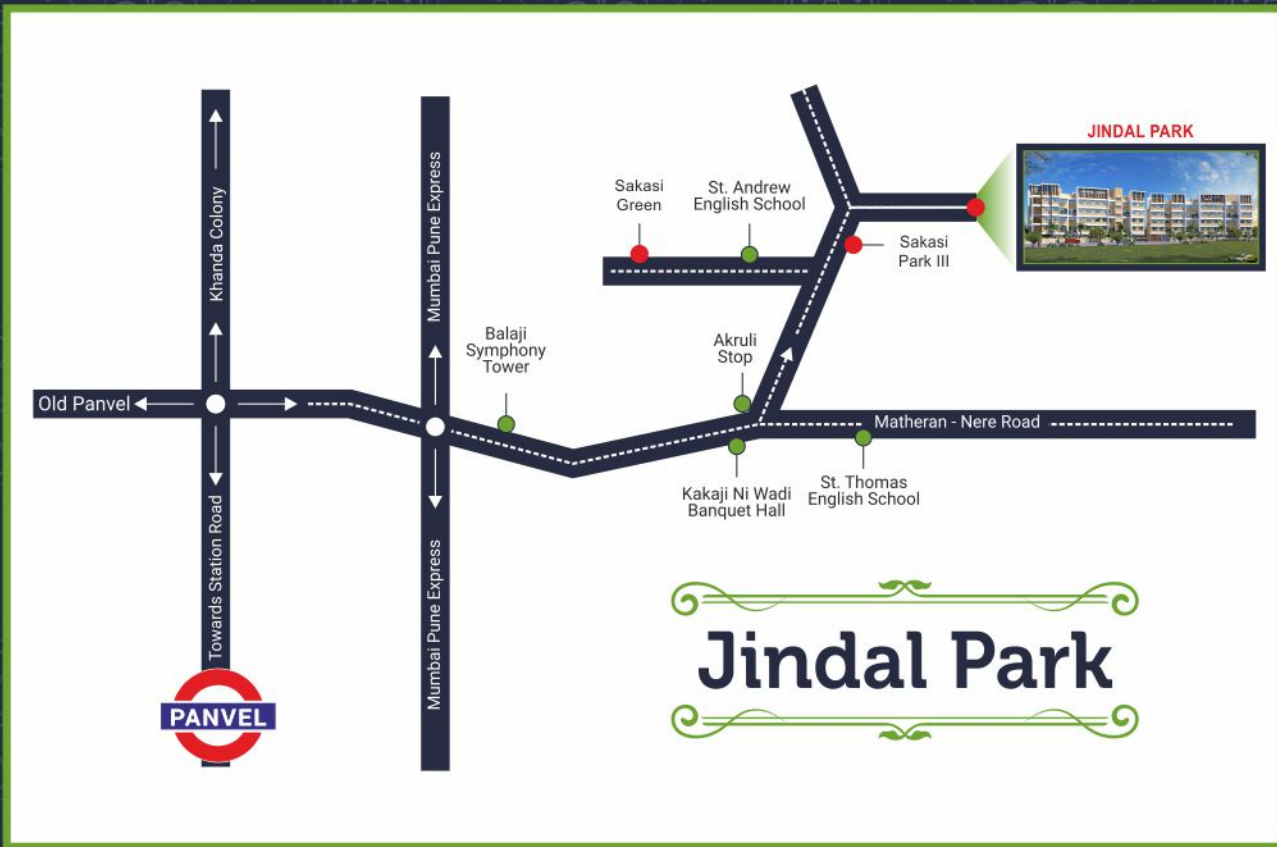 JINDAL PARK
Sakasi
Green
St. Andrew
English School
Sakasi
Park III
Khanda Colony
Mumbai Pune Express
Balaji
Symphony
Tower
Akruli
Stop
Old Panvel
Matheran - Nere Road
Kakaji Ni Wadi
Banquet Hall
St. Thomas
English School
Towards Station Road
Mumbai Pune Express
PANVEL
Jindal Park